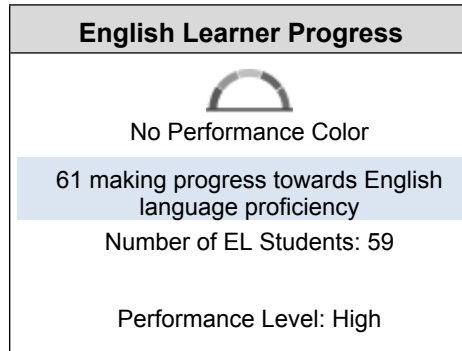 English Learner Progress
No Performance Color
61 making progress towards English
language proficiency
Number of EL Students: 59
Performance Level: High